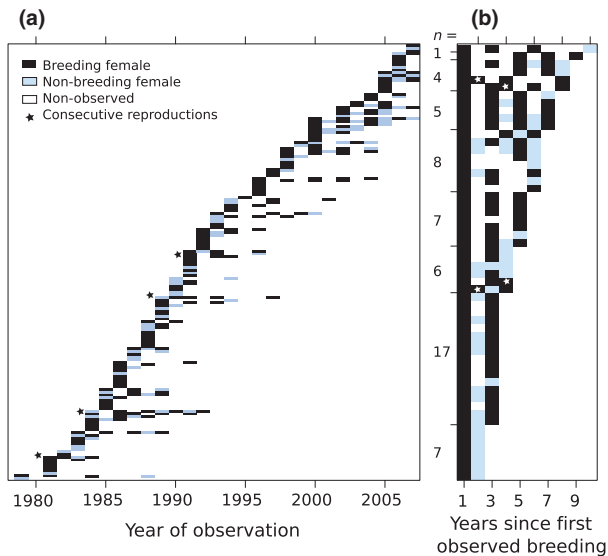 (a)
Breeding female
Non-breeding female
Non-observed
Consecutive reproductions
1980 1985 1990 1995 2000 2005
Year of observation
(b)
n =
1
4
5
8
7
6
17
7
1 3 5 7 9
Years since first
observed breeding